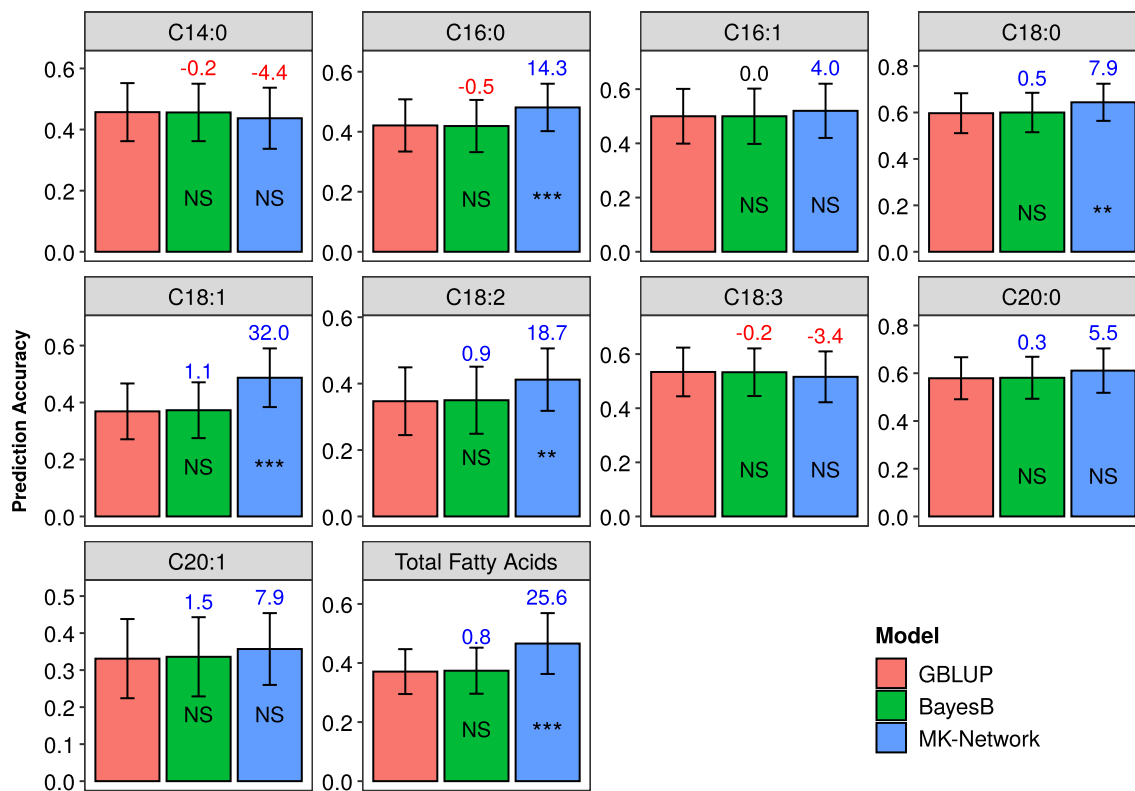 C14:0 C16:0 C16:1 C18:0
-0.2 -4.4 -0.5 14.3 0.0 4.0 0.5 7.9
0.6 0.4 0.2 0.0
0.6 0.4 0.2 0.0
0.6 0.4 0.2 0.0
0.8 0.6 0.4 0.2 0.0
NS NS NS *** NS NS NS **
C18:1 C18:2 C18:3 C20:0
1.1 32.0 0.9 18.7 -0.2 -3.4 0.3 5.5
0.6 0.4 0.2 0.0
0.6 0.4 0.2 0.0
0.6 0.4 0.2 0.0
0.8 0.6 0.4 0.2 0.0
NS *** NS ** NS NS NS NS
Prediction Accuracy
C20:1 Total Fatty Acids
1.5 7.9 0.8 25.6
0.5 0.4 0.3 0.2 0.1 0.0
0.6 0.4 0.2 0.0
NS NS NS ***
Model
GBLUP
BayesB
MK-Network